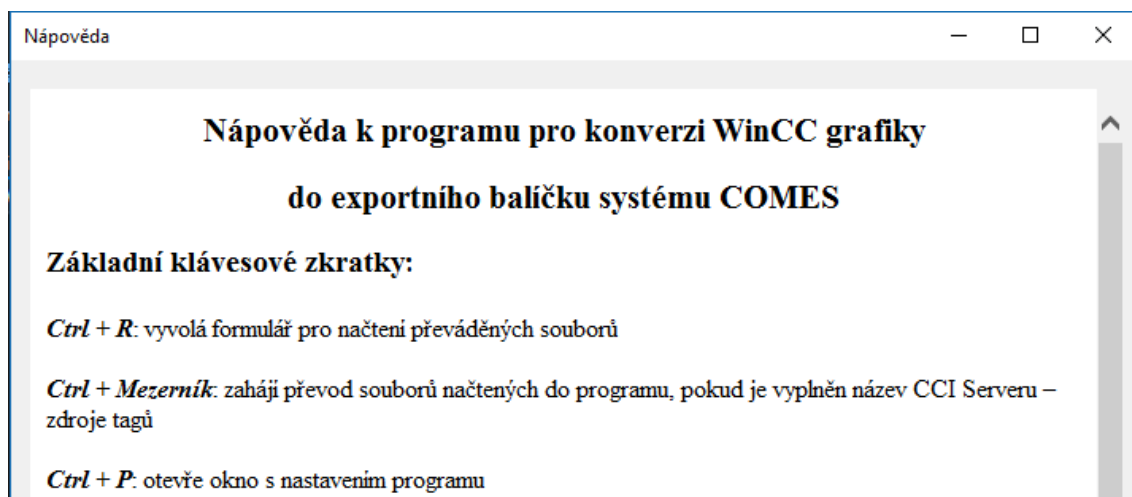 Nápověda
Nápověda k programu pro konverzi WinCC grafiky
do exportního balíčku systému COMES
Základní klávesové zkratky:
Ctrl + R: vyvolá formulář pro načtení převáděných souborů
Ctrl + Mezerník: zahájí převod souborů načtených do programu, pokud je vyplněn název CCI Serveru –
zdroje tagů
Ctrl + P: otevře okno s nastavením programu